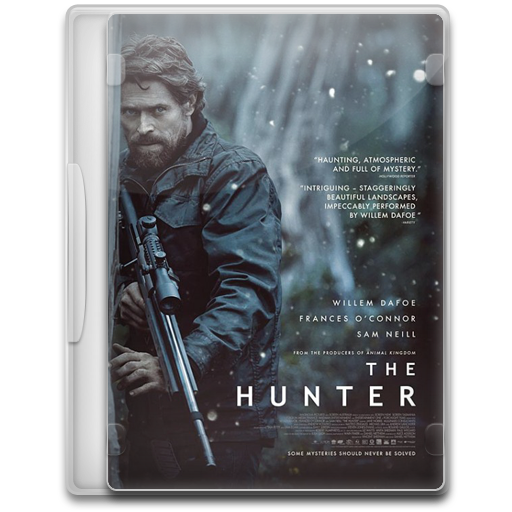 "HAUNTING, ATMOSPHERIC
AND FULL OF MYSTERY."
"INTRIGUING – STAGGERINGLY
BEAUTIFUL LANDSCAPES,
IMPECCABLY PERFORMED
BY WILLEM DAFOE"
WILLEM DAFOE
FRANCES O'CONNOR
SAM NEILL
FROM THE PRODUCERS OF ANIMAL KINGDOM
THE
HUNTER
SOME MYSTERIES SHOULD NEVER BE SOLVED